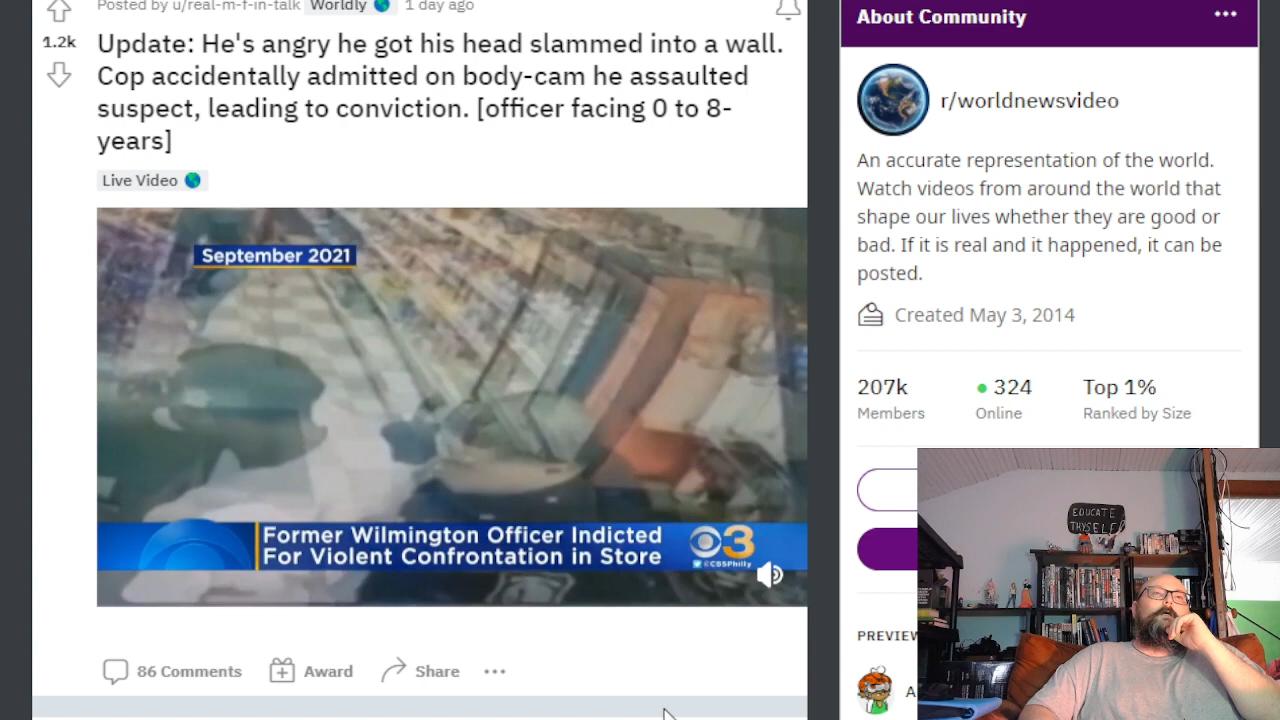 Posted by u/real-m-f-in-talk Worldly 1 day ago
1.2k
Update: He's angry he got his head slammed into a wall.
Cop accidentally admitted on body-cam he assaulted
suspect, leading to conviction. [officer facing 0 to 8-
years]
Live Video
September 2021
Former Wilmington Officer Indicted
For Violent Confrontation in Store
3
@CBSPhilly
86 Comments
Award
Share
About Community
r/worldnewsvideo
An accurate representation of the world.
Watch videos from around the world that
shape our lives whether they are good or
bad. If it is real and it happened, it can be
posted.
Created May 3, 2014
207k 324 Top 1%
Members Online Ranked by Size
EDUCATE
THYSELF
PREVIEW
A